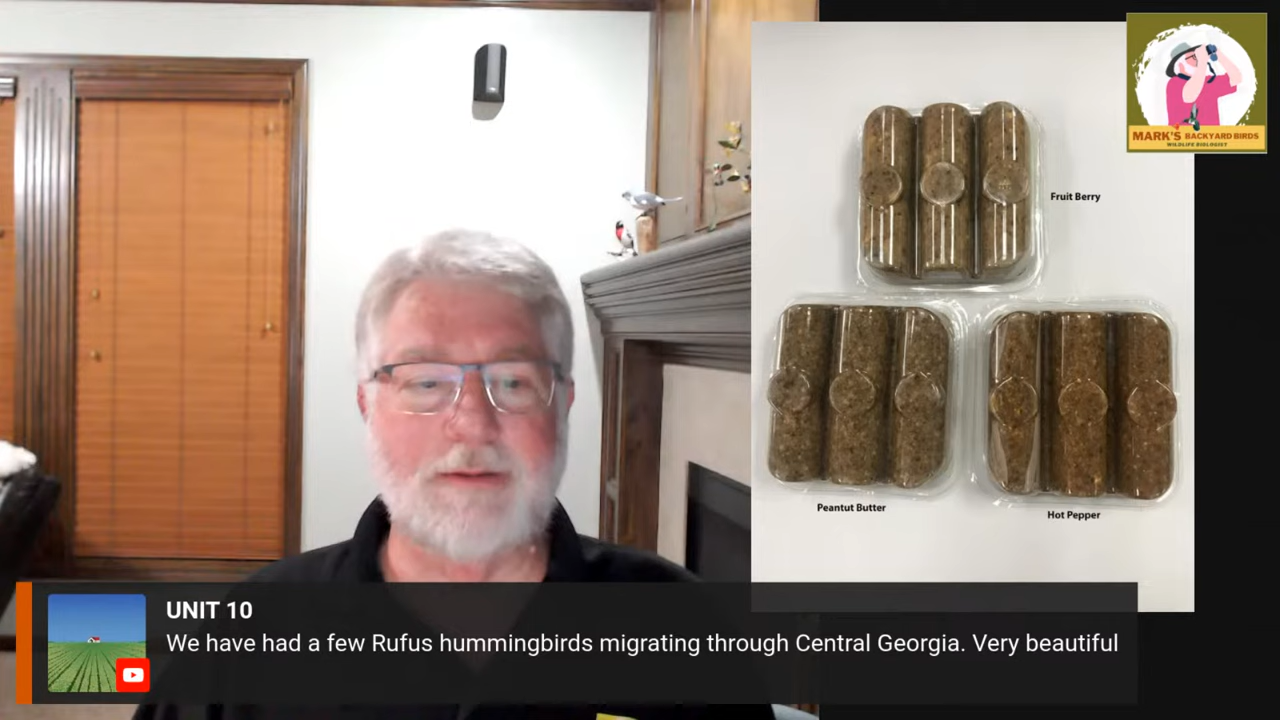 MARK'S BACKYARD BIRDS
WILDLIFE BIOLOGIST
Fruit Berry
Peantut Butter
Hot Pepper
UNIT 10
We have had a few Rufus hummingbirds migrating through Central Georgia. Very beautiful